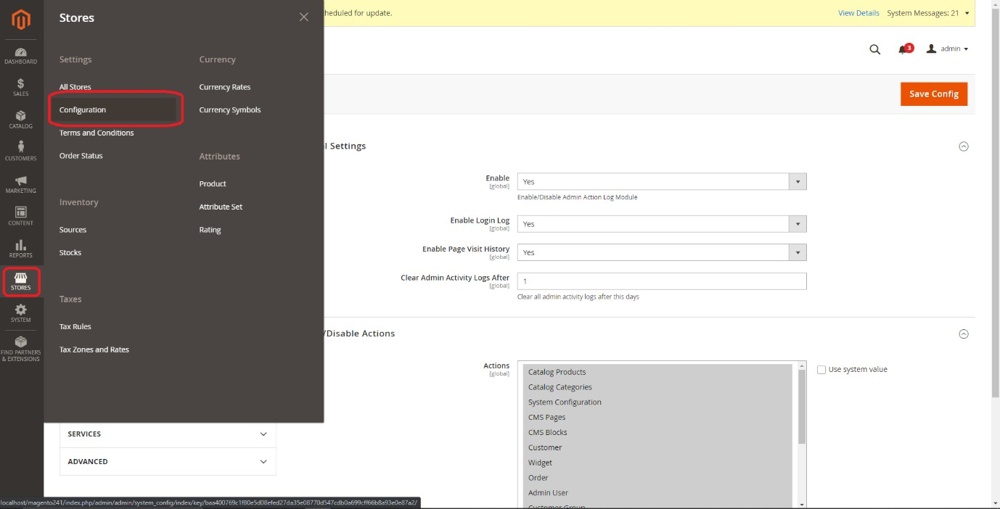 DASHBOARD
SALES
CATALOG
CUSTOMERS
MARKETING
CONTENT
REPORTS
STORES
SYSTEM
FIND PARTNERS
& EXTENSIONS
Stores
Settings
All Stores
Configuration
Terms and Conditions
Order Status
Inventory
Sources
Stocks
Taxes
Tax Rules
Tax Zones and Rates
Currency
Currency Rates
Currency Symbols
Attributes
Product
Attribute Set
Rating
heduled for update.
View Details System Messages: 21
3 admin
Save Config
l Settings
Enable
[global]
Yes
Enable/Disable Admin Action Log Module
Enable Login Log
[global]
Yes
Enable Page Visit History
[global]
Yes
Clear Admin Activity Logs After
[global]
1
Clear all admin activity logs after this days
/Disable Actions
Actions
[global]
Catalog Products
Catalog Categories
System Configuration
CMS Pages
CMS Blocks
Customer
Widget
Order
Admin User
Customer Group
Use system value
SERVICES
ADVANCED
localhost/magento241/index.php/admin/admin/system_config/index/key/baa400769c1f80e5d08efed27da35e08770d547cdb0a699cff66b8a93e0e87a2/